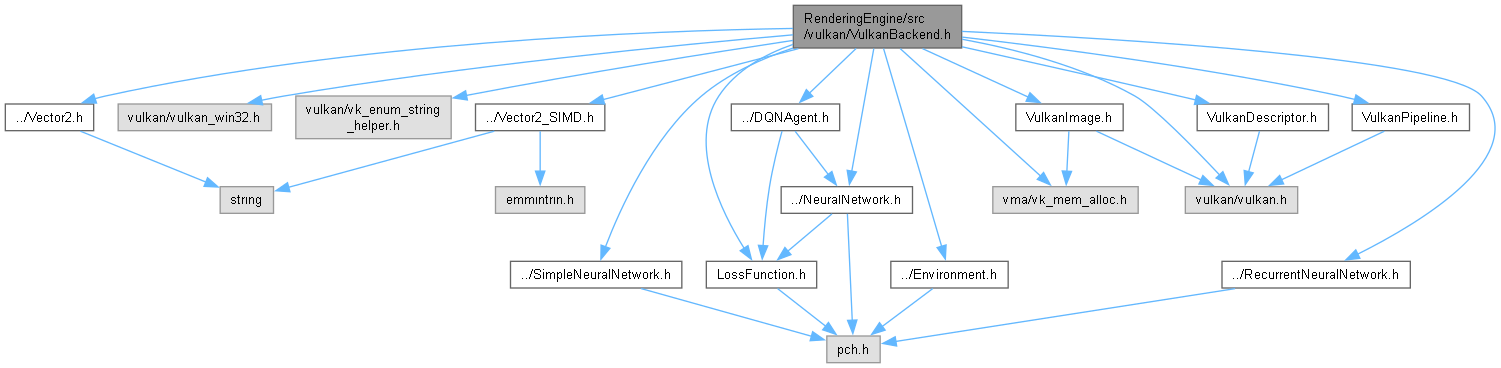 RenderingEngine/src
/vulkan/VulkanBackend.h
../Vector2.h
vulkan/vulkan_win32.h
vulkan/vk_enum_string
_helper.h
../Vector2_SIMD.h
../DQNAgent.h
VulkanImage.h
VulkanDescriptor.h
VulkanPipeline.h
string
emmintrin.h
../NeuralNetwork.h
vma/vk_mem_alloc.h
vulkan/vulkan.h
../SimpleNeuralNetwork.h
LossFunction.h
../Environment.h
../RecurrentNeuralNetwork.h
pch.h